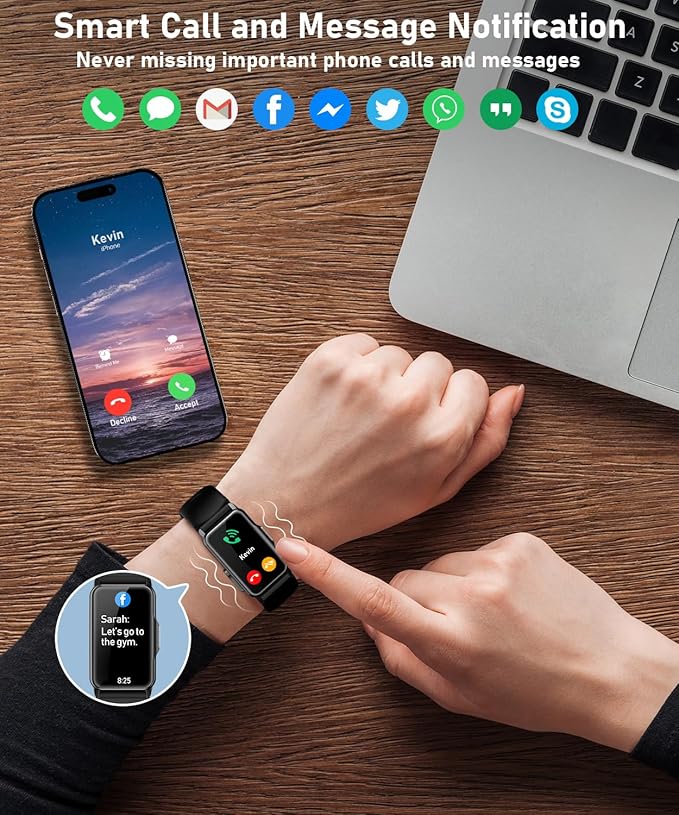 Smart Call and Message Notification
Never missing important phone calls and messages
A
Z
S
Kevin
iPhone
Remind Me
Message
Decline
Accept
Kevin
Sarah:
Let's go to
the gym.
8:25